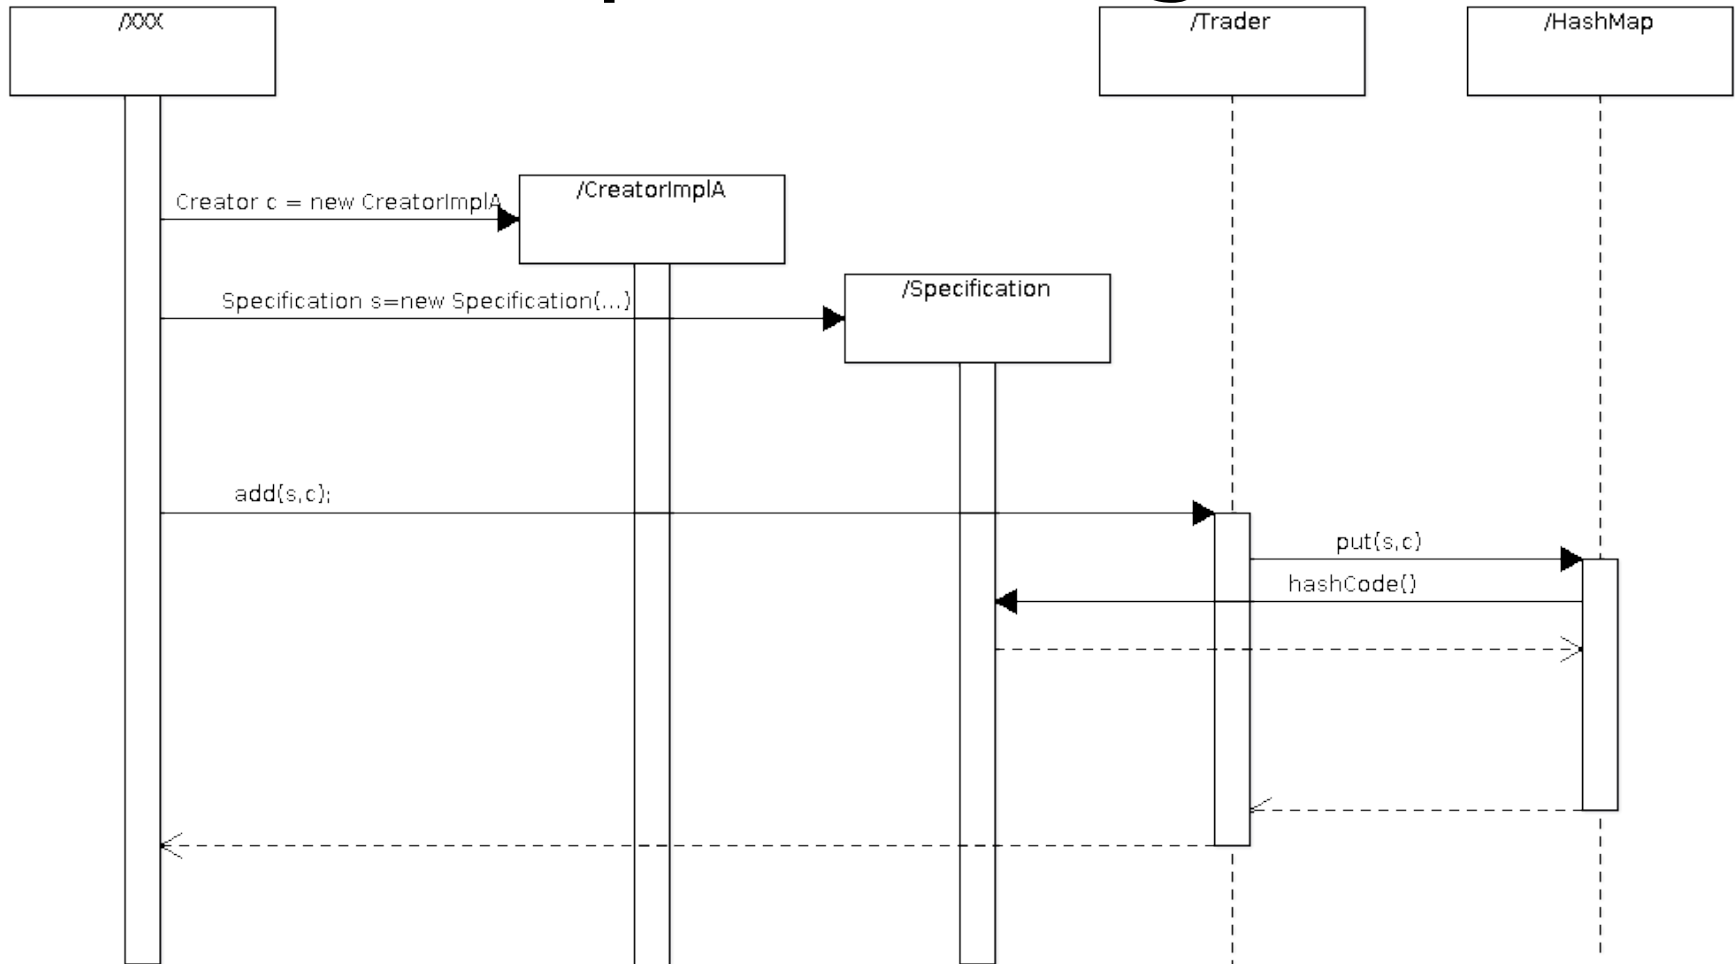 /XXX
/Trader
/HashMap
/CreatorImplA
Creator c = new CreatorImplA
/Specification
Specification s=new Specification(...)
add(s,c);
put(s,c)
hashCode()